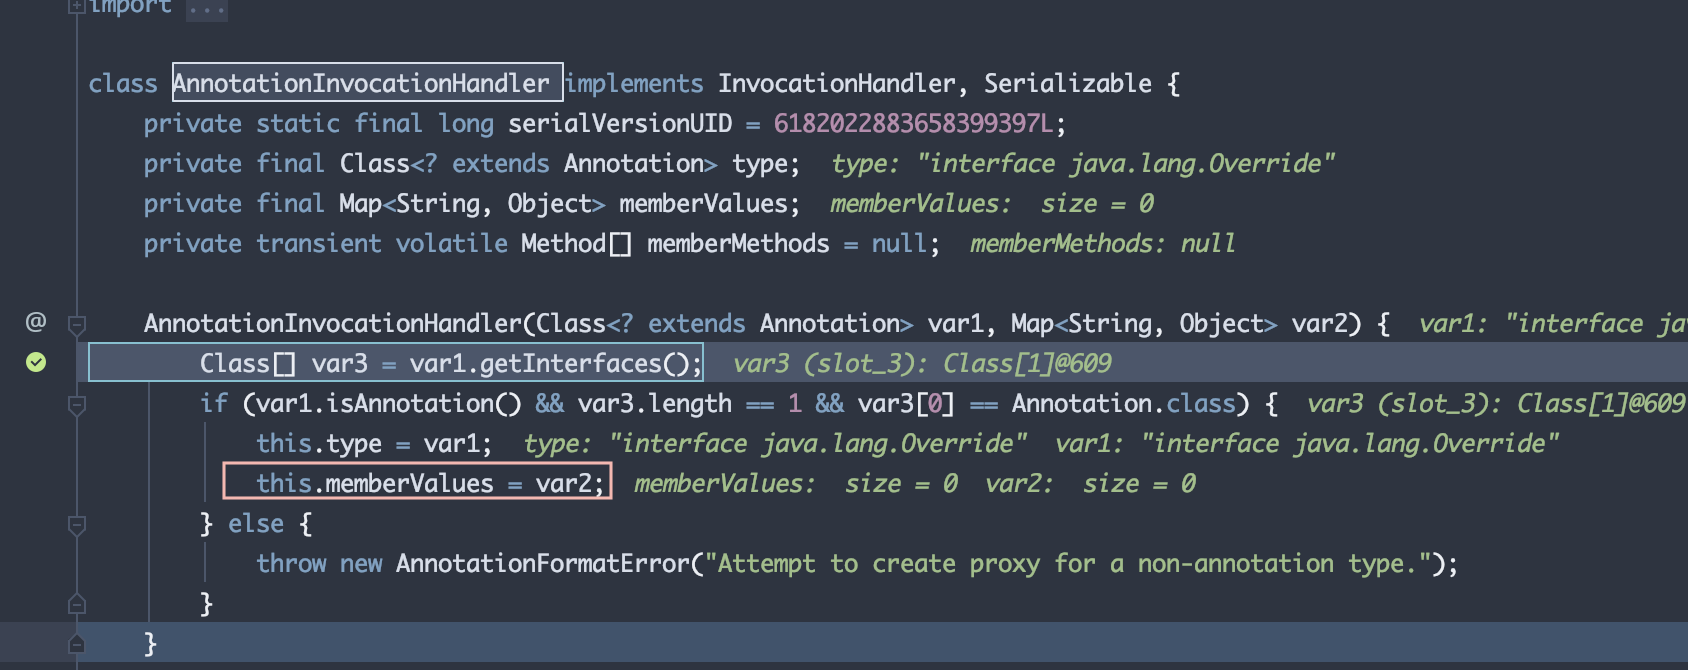 import ...
class AnnotationInvocationHandler implements InvocationHandler, Serializable {
private static final long serialVersionUID = 6182022883658399397L;
private final Class<? extends Annotation> type;  type: "interface java.lang.Override"
private final Map<String, Object> memberValues;  memberValues:  size = 0
private transient volatile Method[] memberMethods = null;  memberMethods: null
@ AnnotationInvocationHandler(Class<? extends Annotation> var1, Map<String, Object> var2) {  var1: "interface ja
Class[] var3 = var1.getInterfaces();  var3 (slot_3): Class[1]@609
if (var1.isAnnotation() && var3.length == 1 && var3[0] == Annotation.class) {  var3 (slot_3): Class[1]@609
this.type = var1;  type: "interface java.lang.Override"  var1: "interface java.lang.Override"
this.memberValues = var2;  memberValues:  size = 0  var2:  size = 0
} else {
throw new AnnotationFormatError("Attempt to create proxy for a non-annotation type.");
}
}